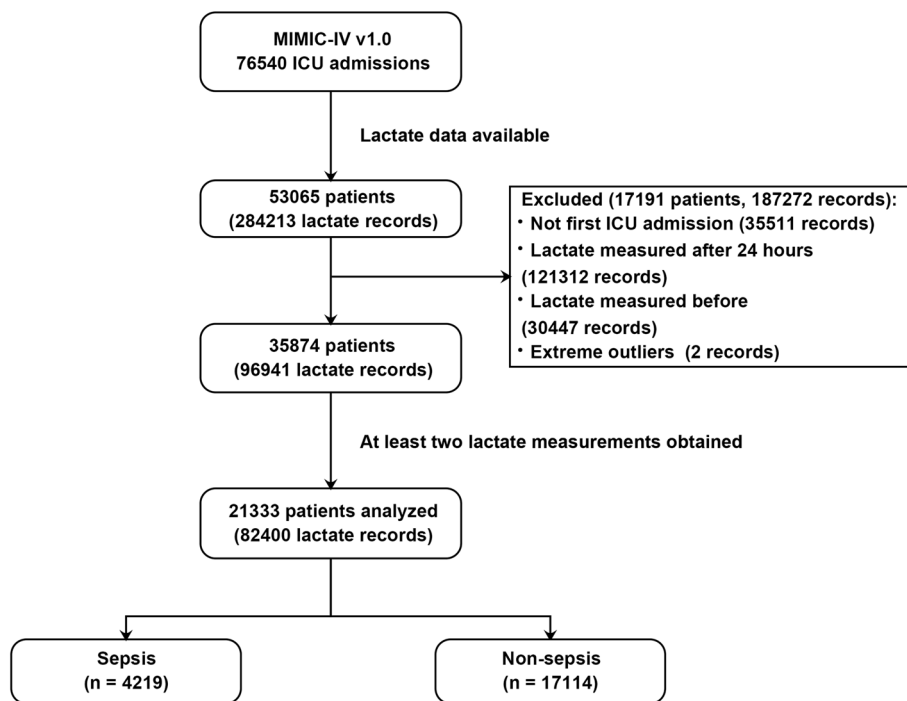 MIMIC-IV v1.0
76540 ICU admissions
Lactate data available
53065 patients
(284213 lactate records)
Excluded (17191 patients, 187272 records):
· Not first ICU admission (35511 records)
· Lactate measured after 24 hours
(121312 records)
· Lactate measured before
(30447 records)
· Extreme outliers (2 records)
35874 patients
(96941 lactate records)
At least two lactate measurements obtained
21333 patients analyzed
(82400 lactate records)
Sepsis
(n = 4219)
Non-sepsis
(n = 17114)